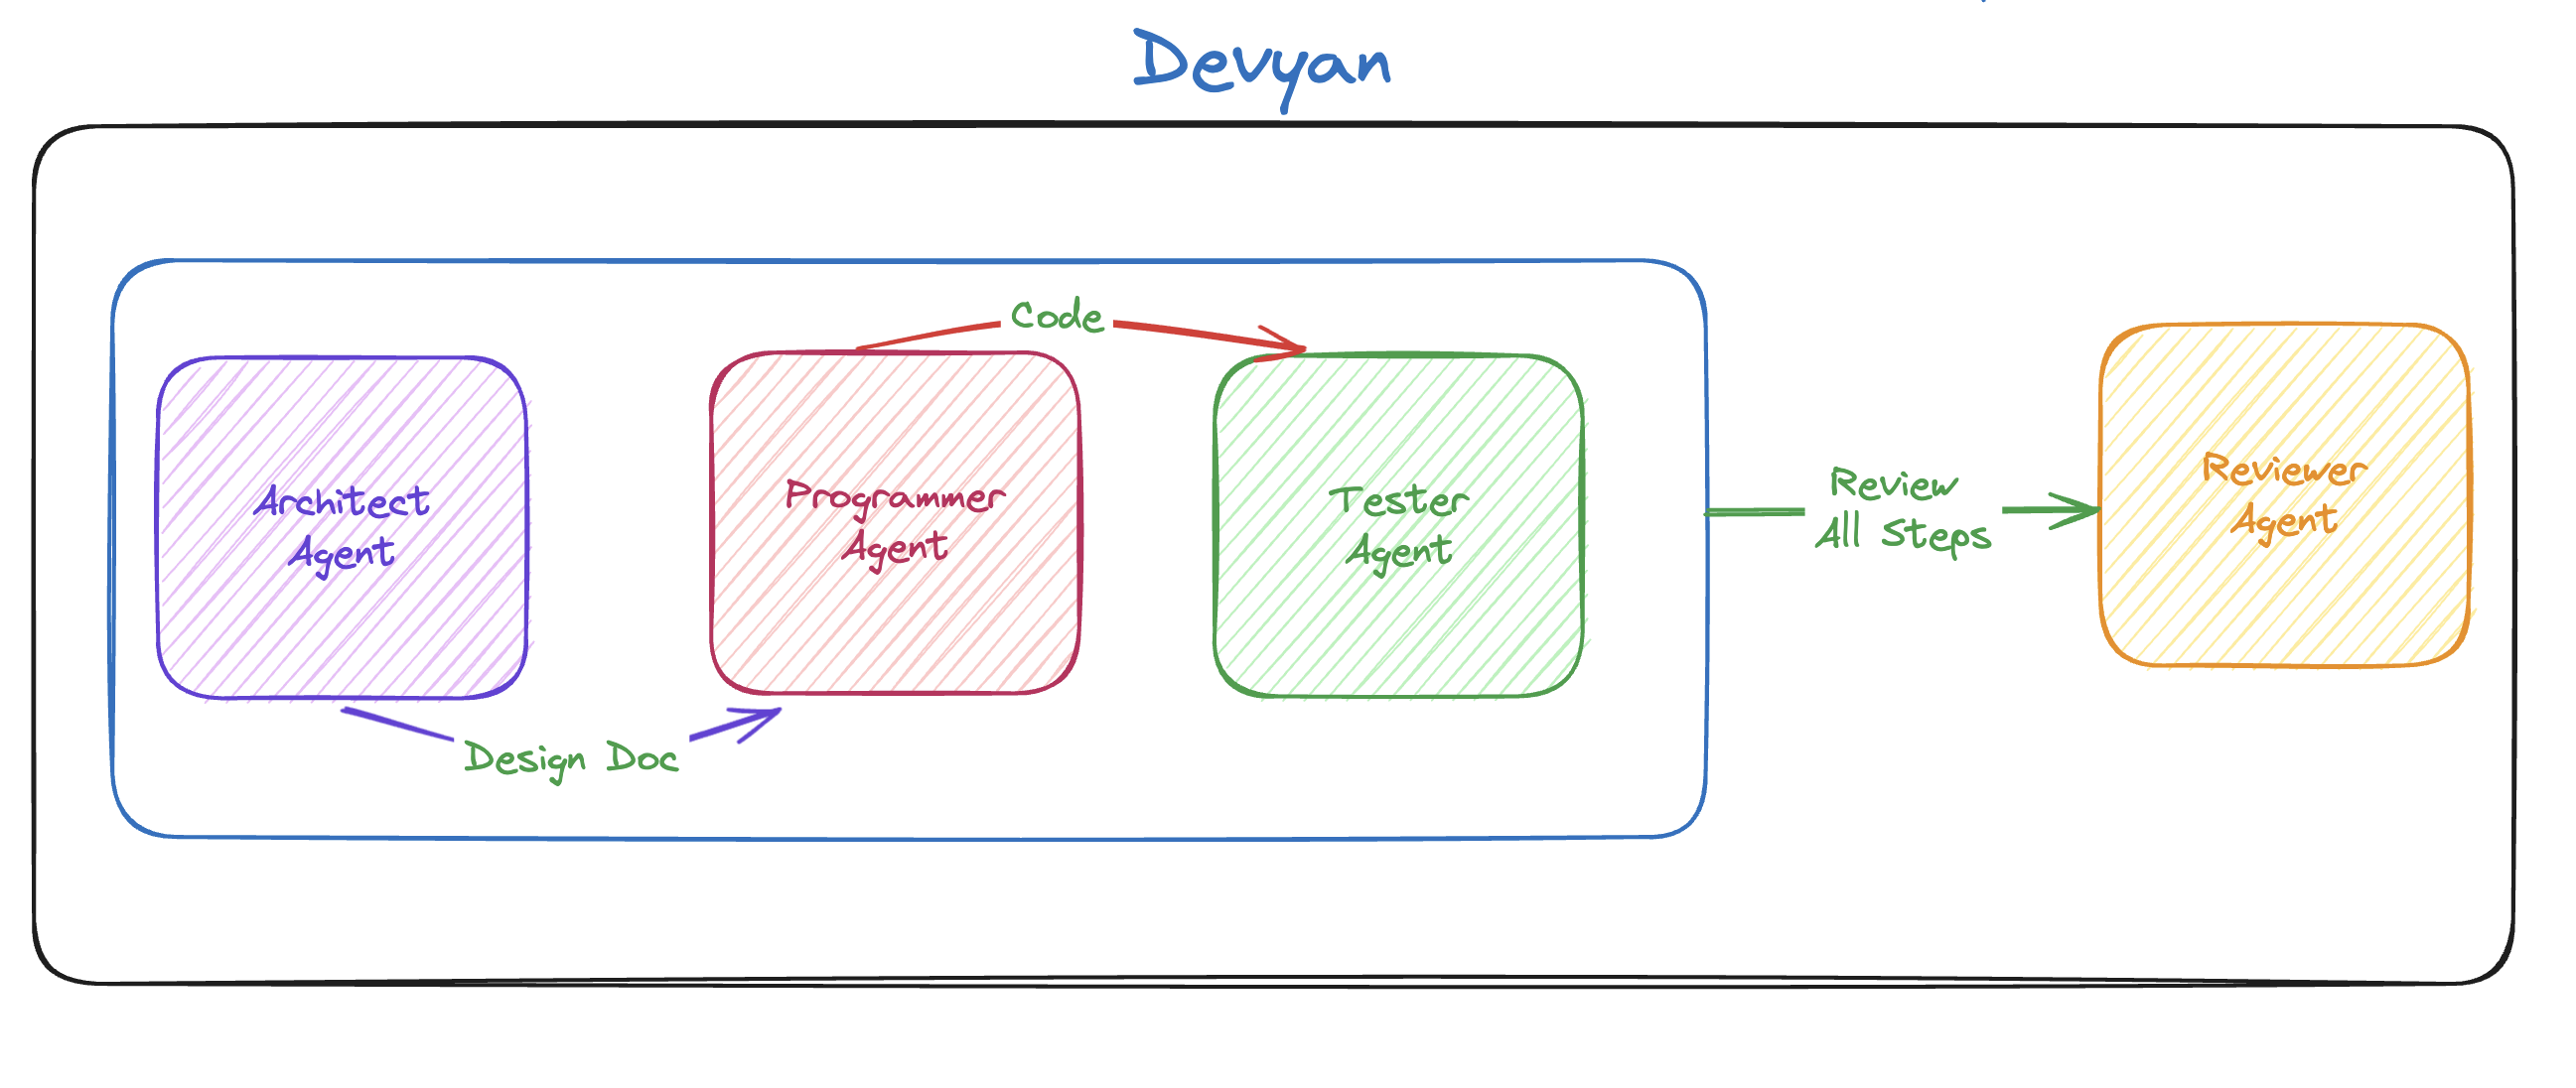 Devyan
Code
Architect
Agent
Programmer
Agent
Tester
Agent
Review
All Steps
Reviewer
Agent
Design Doc